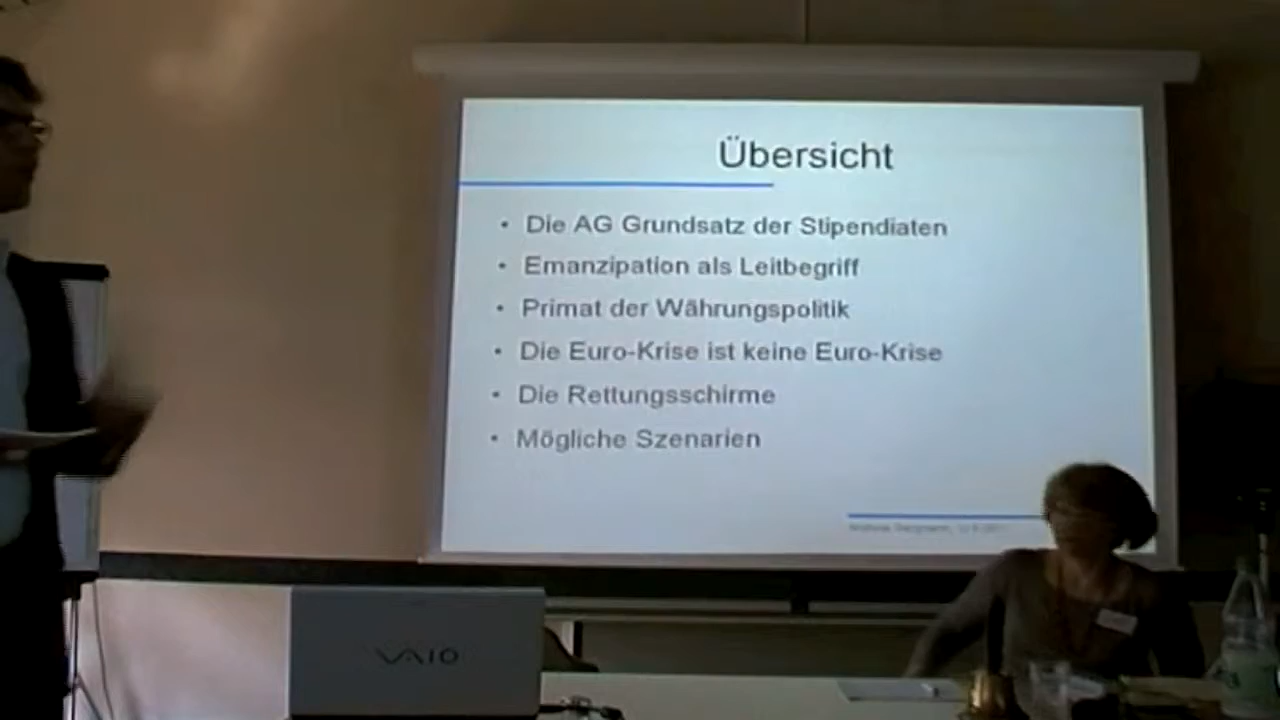 Übersicht
• Die AG Grundsatz der Stipendiaten
• Emanzipation als Leitbegriff
• Primat der Währungspolitik
• Die Euro-Krise ist keine Euro-Krise
• Die Rettungsschirme
• Mögliche Szenarien
VAIO